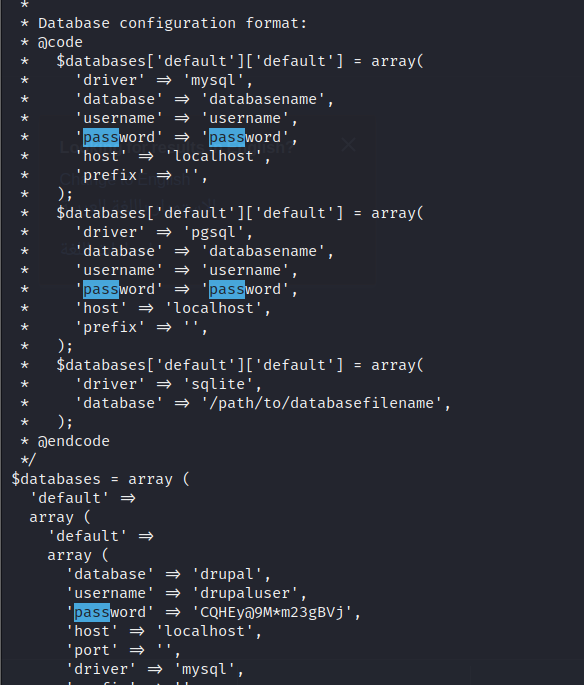 *
* Database configuration format:
* @code
*   $databases['default']['default'] = array(
*     'driver' => 'mysql',
*     'database' => 'databasename',
*     'username' => 'username',
*     'password' => 'password',
*     'host' => 'localhost',
*     'prefix' => '',
*   );
*   $databases['default']['default'] = array(
*     'driver' => 'pgsql',
*     'database' => 'databasename',
*     'username' => 'username',
*     'password' => 'password',
*     'host' => 'localhost',
*     'prefix' => '',
*   );
*   $databases['default']['default'] = array(
*     'driver' => 'sqlite',
*     'database' => '/path/to/databasefilename',
*   );
* @endcode
*/
$databases = array (
  'default' =>
  array (
    'default' =>
    array (
      'database' => 'drupal',
      'username' => 'drupaluser',
      'password' => 'CQHEy@9M*m23gBVj',
      'host' => 'localhost',
      'port' => '',
      'driver' => 'mysql',